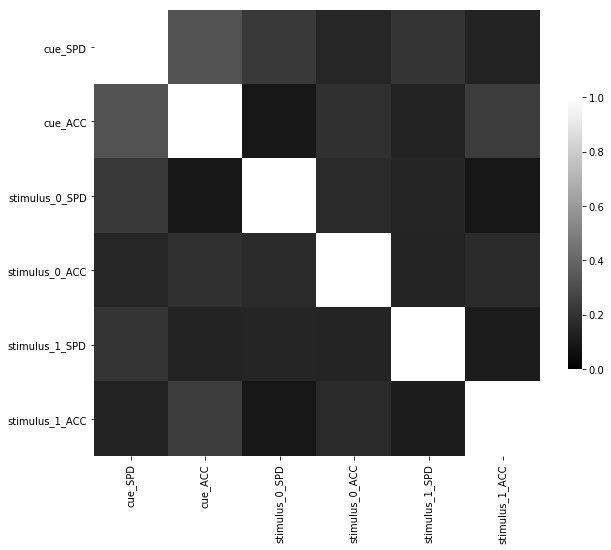 cue_SPD
cue_ACC
stimulus_0_SPD
stimulus_0_ACC
stimulus_1_SPD
stimulus_1_ACC
cue_SPD
cue_ACC
stimulus_0_SPD
stimulus_0_ACC
stimulus_1_SPD
stimulus_1_ACC
1.0
0.8
0.6
0.4
0.2
0.0